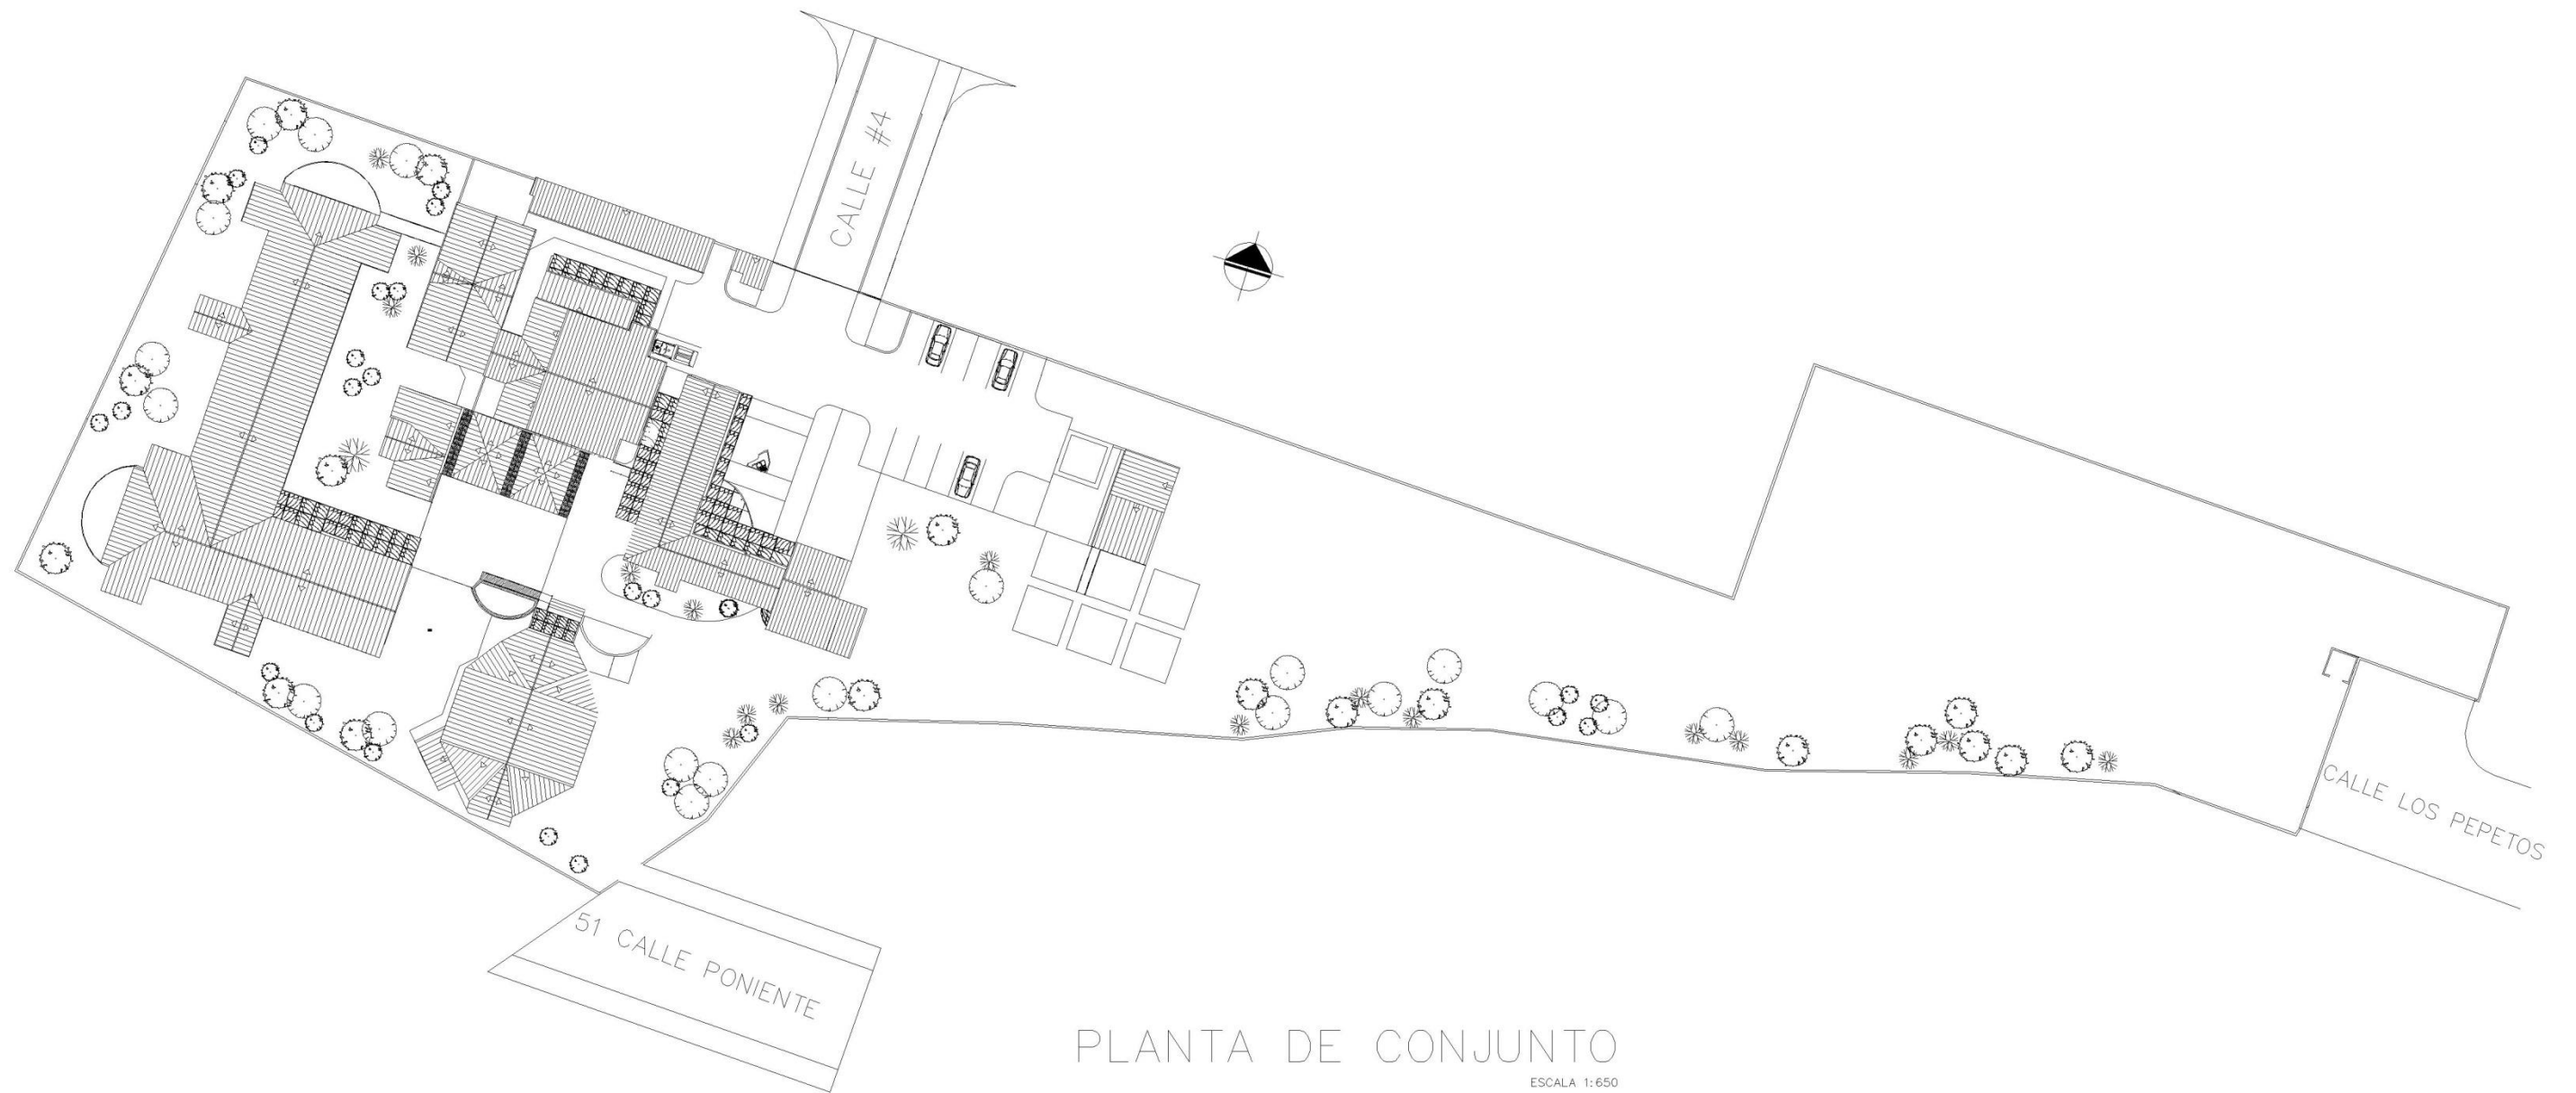 CALLE #4
CALLE LOS PEPETOS
51 CALLE PONIENTE
PLANTA DE CONJUNTO
ESCALA 1:650